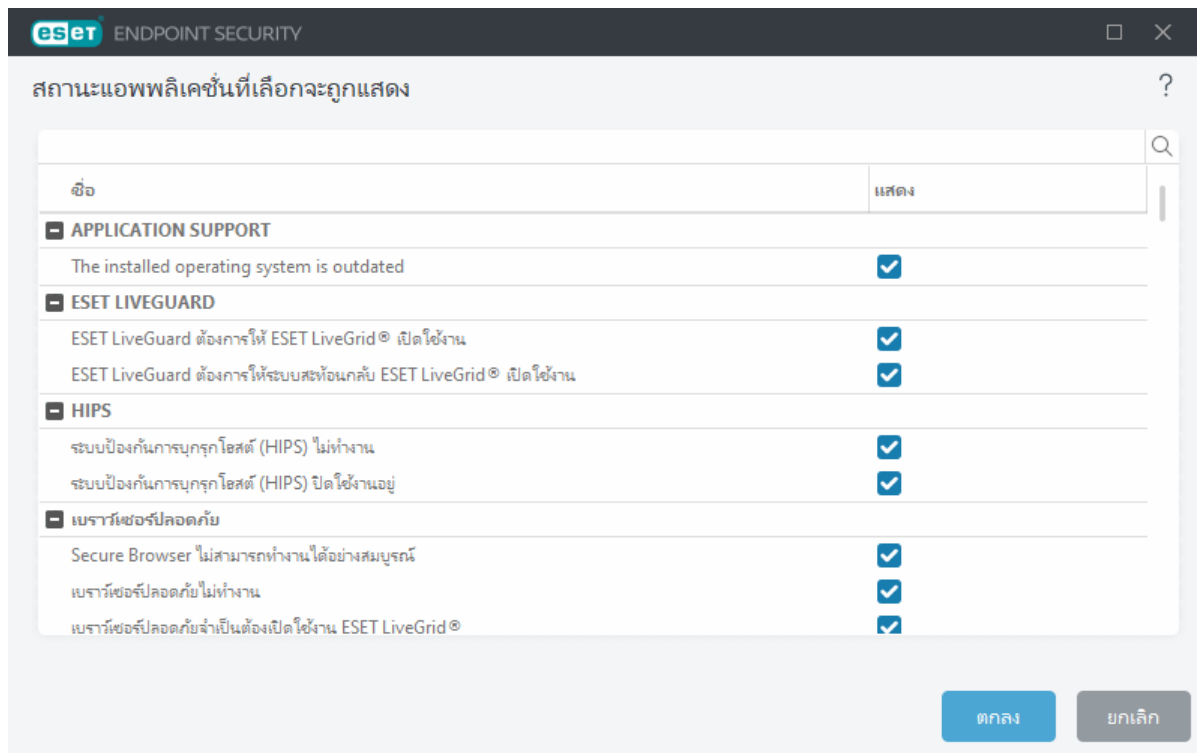 eset ENDPOINT SECURITY
สถานะแอพพลิเคชั่นที่เลือกจะถูกแสดง ?
ชื่อ แสดง
APPLICATION SUPPORT
The installed operating system is outdated
ESET LIVEGUARD
ESET LiveGuard ต้องการให้ ESET LiveGrid® เปิดใช้งาน
ESET LiveGuard ต้องการให้ระบบสะท้อนกลับ ESET LiveGrid® เปิดใช้งาน
HIPS
ระบบป้องกันการบุกรุกโฮสต์ (HIPS) ไม่ทำงาน
ระบบป้องกันการบุกรุกโฮสต์ (HIPS) ปิดใช้งานอยู่
เบราว์เซอร์ปลอดภัย
Secure Browser ไม่สามารถทำงานได้อย่างสมบูรณ์
เบราว์เซอร์ปลอดภัยไม่ทำงาน
เบราว์เซอร์ปลอดภัยจำเป็นต้องเปิดใช้งาน ESET LiveGrid®
ตกลง ยกเลิก